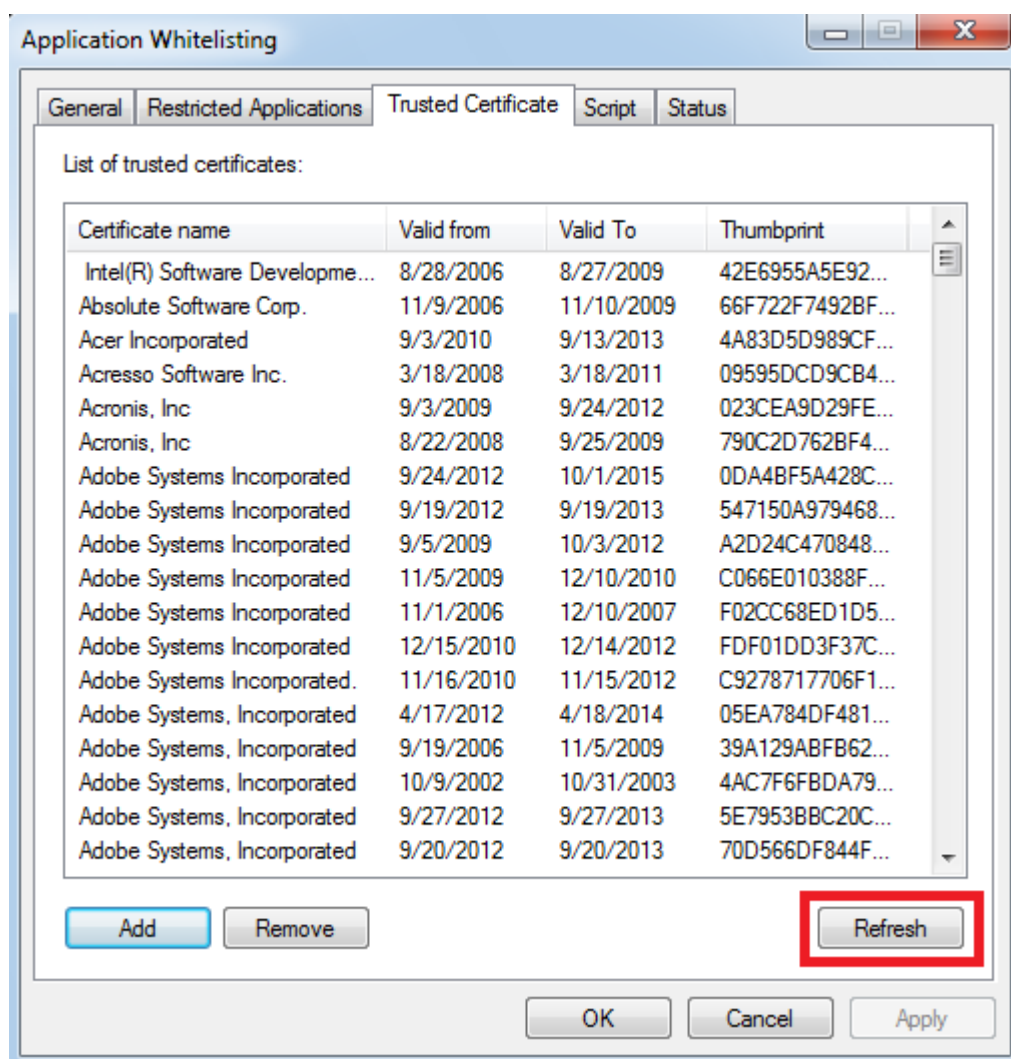 Application Whitelisting
General Restricted Applications Trusted Certificate Script Status
List of trusted certificates:
Certificate name Valid from Valid To Thumbprint
Intel(R) Software Developme... 8/28/2006 8/27/2009 42E6955A5E92...
Absolute Software Corp. 11/9/2006 11/10/2009 66F722F7492BF...
Acer Incorporated 9/3/2010 9/13/2013 4A83D5D989CF...
Acresso Software Inc. 3/18/2008 3/18/2011 09595DCD9CB4...
Acronis, Inc 9/3/2009 9/24/2012 023CEA9D29FE...
Acronis, Inc 8/22/2008 9/25/2009 790C2D762BF4...
Adobe Systems Incorporated 9/24/2012 10/1/2015 0DA4BF5A428C...
Adobe Systems Incorporated 9/19/2012 9/19/2013 547150A979468...
Adobe Systems Incorporated 9/5/2009 10/3/2012 A2D24C470848...
Adobe Systems Incorporated 11/5/2009 12/10/2010 C066E010388F...
Adobe Systems Incorporated 11/1/2006 12/10/2007 F02CC68ED1D5...
Adobe Systems Incorporated 12/15/2010 12/14/2012 FDF01DD3F37C...
Adobe Systems Incorporated. 11/16/2010 11/15/2012 C9278717706F1...
Adobe Systems, Incorporated 4/17/2012 4/18/2014 05EA784DF481...
Adobe Systems, Incorporated 9/19/2006 11/5/2009 39A129ABFB62...
Adobe Systems, Incorporated 10/9/2002 10/31/2003 4AC7F6FBDA79...
Adobe Systems, Incorporated 9/27/2012 9/27/2013 5E7953BBC20C...
Adobe Systems, Incorporated 9/20/2012 9/20/2013 70D566DF844F...
Add Remove Refresh
OK Cancel Apply